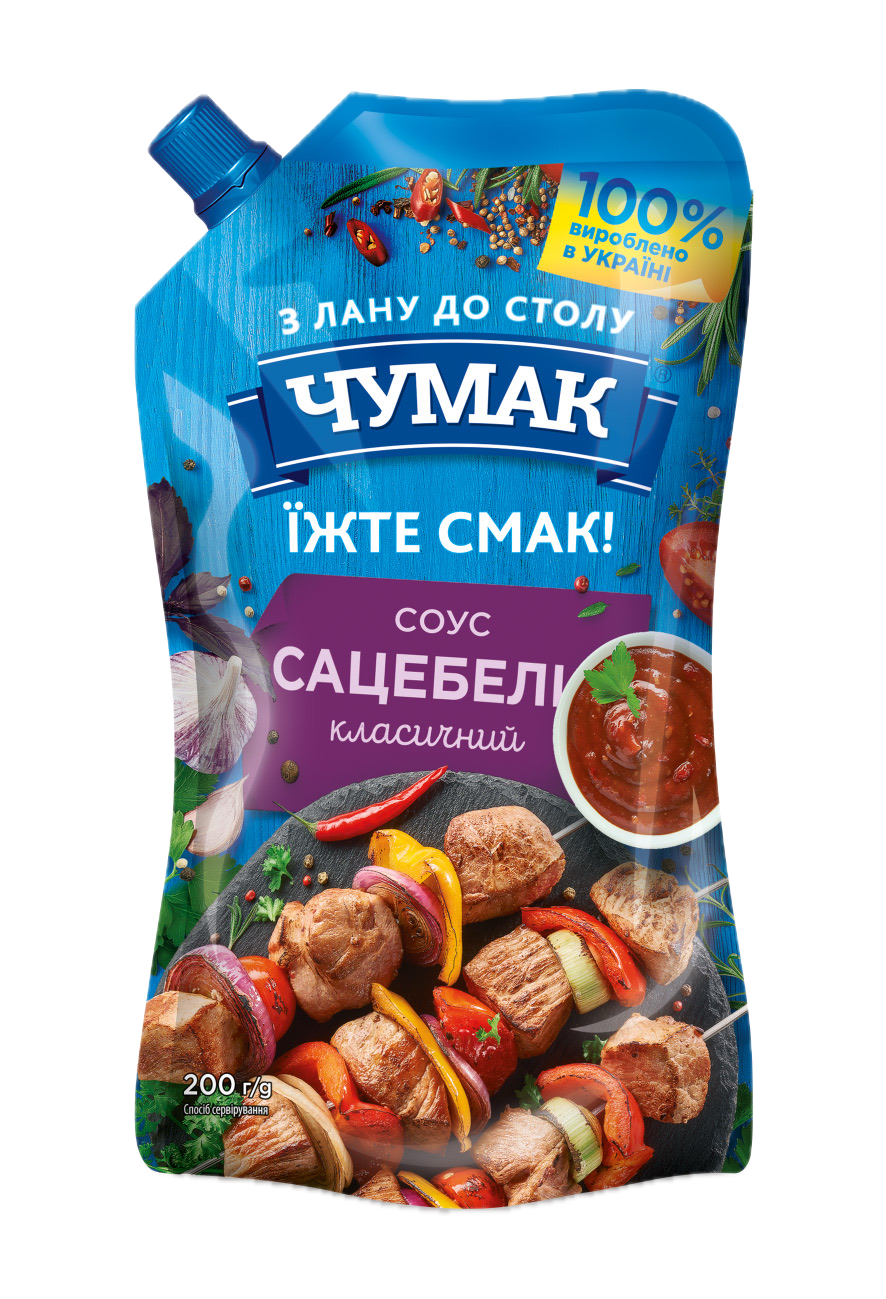 100%
вироблено
в УКРАЇНІ
З ЛАНУ ДО СТОЛУ
ЧУМАК
®
ЇЖТЕ СМАК!
СОУС
САЦЕБЕЛІ
класичний
200 г/g
Спосіб сервірування